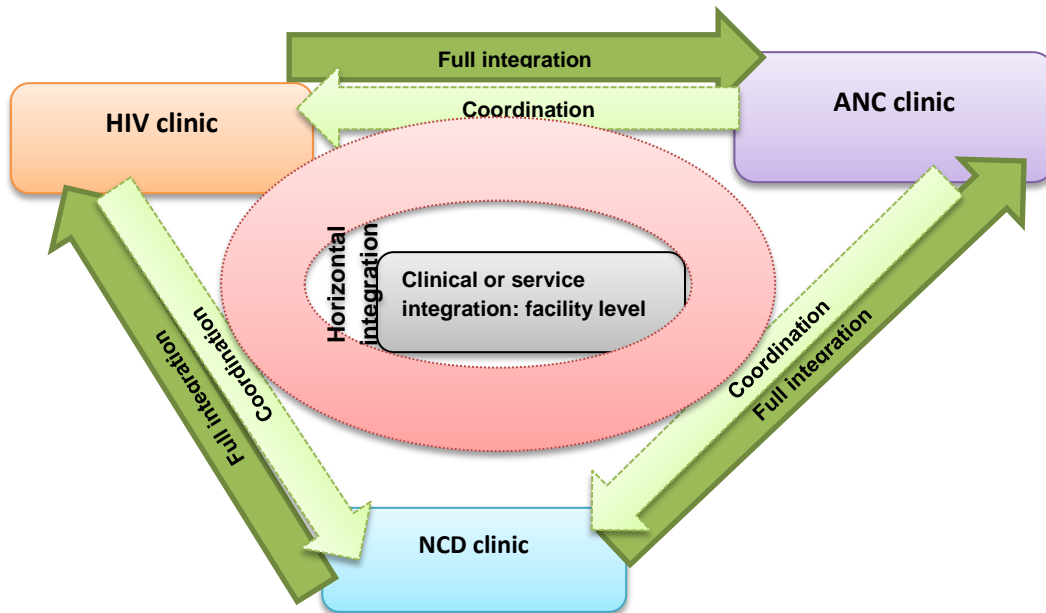 Full integration
Coordination
HIV clinic
ANC clinic
Horizontal
integration
Clinical or service
integration: facility level
Coordination
Full integration
Coordination
Full integration
NCD clinic